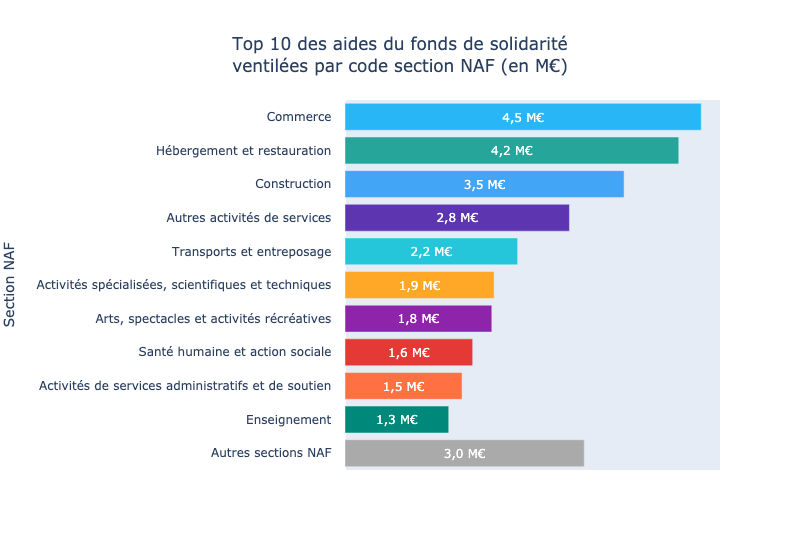 Top 10 des aides du fonds de solidarité
ventilées par code section NAF (en M€)
Section NAF
Commerce 4,5 M€
Hébergement et restauration 4,2 M€
Construction 3,5 M€
Autres activités de services 2,8 M€
Transports et entreposage 2,2 M€
Activités spécialisées, scientifiques et techniques 1,9 M€
Arts, spectacles et activités récréatives 1,8 M€
Santé humaine et action sociale 1,6 M€
Activités de services administratifs et de soutien 1,5 M€
Enseignement 1,3 M€
Autres sections NAF 3,0 M€